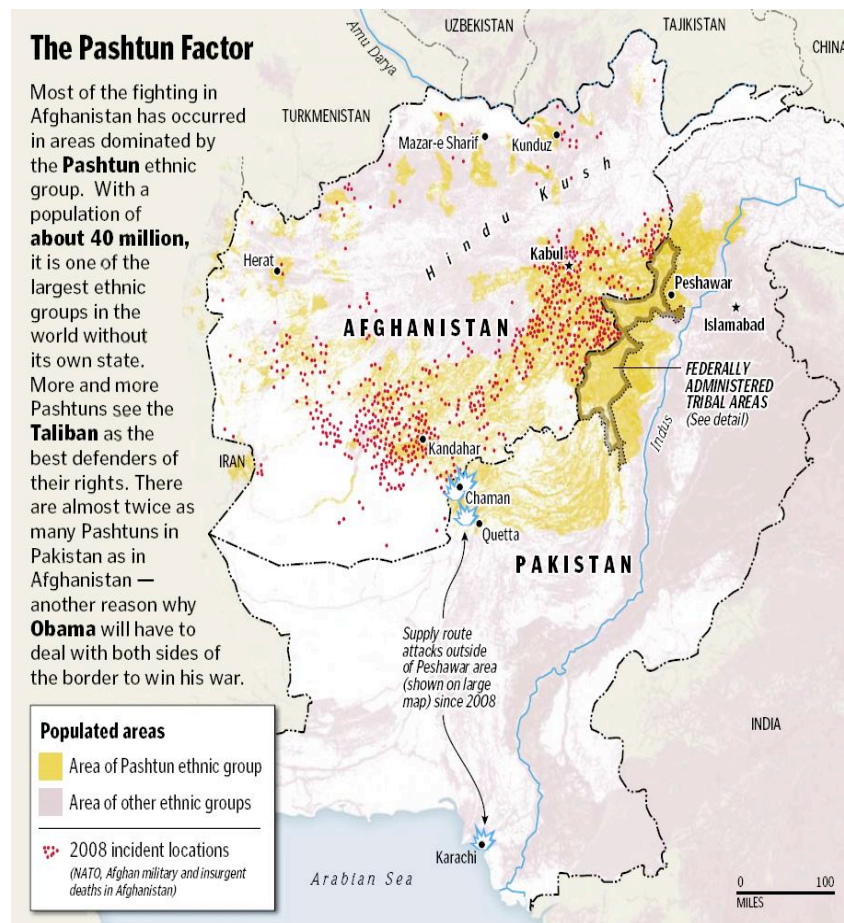 The Pashtun Factor
Most of the fighting in
Afghanistan has occurred
in areas dominated by
the Pashtun ethnic
group. With a
population of
about 40 million,
it is one of the
largest ethnic
groups in the
world without
its own state.
More and more
Pashtuns see the
Taliban as the
best defenders of
their rights. There
are almost twice as
many Pashtuns in
Pakistan as in
Afghanistan —
another reason why
Obama will have to
deal with both sides of
the border to win his war.
Populated areas
Area of Pashtun ethnic group
Area of other ethnic groups
2008 incident locations
(NATO, Afghan military and insurgent
deaths in Afghanistan)
UZBEKISTAN
TAJIKISTAN
CHINA
Amu Darya
TURKMENISTAN
Mazar-e Sharif
Kunduz
Hindu Kush
Herat
Kabul
Peshawar
Islamabad
AFGHANISTAN
FEDERALLY
ADMINISTERED
TRIBAL AREAS
(See detail)
Indus
IRAN
Kandahar
Chaman
Quetta
PAKISTAN
Supply route
attacks outside
of Peshawar area
(shown on large
map) since 2008
INDIA
Karachi
Arabian Sea
0 100
MILES